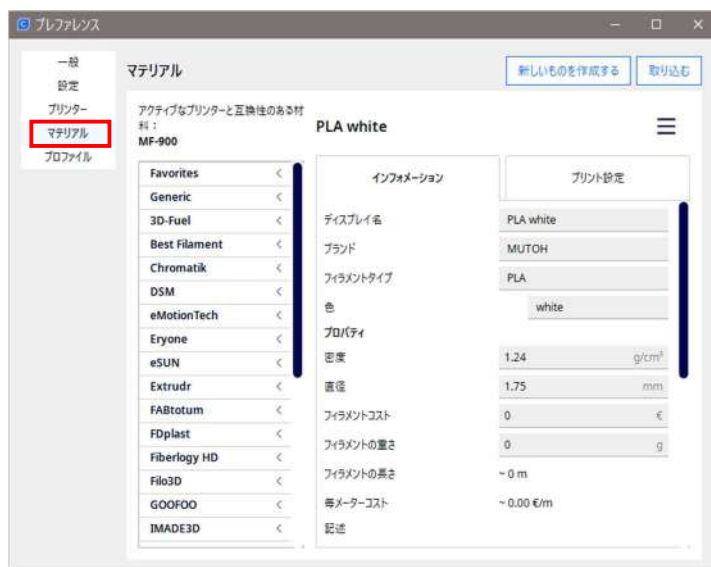 プレファレンス
一般
設定
プリンター
マテリアル
プロファイル
マテリアル
新しいものを作成する
取り込む
アクティブなプリンターと互換性のある材
料：
MF-900
Favorites
Generic
3D-Fuel
Best Filament
Chromatik
DSM
eMotionTech
Eryone
eSUN
Extrudr
FABtotum
FDplast
Fiberlogy HD
Filo3D
GOOFOO
IMADE3D
PLA white
インフォメーション
プリント設定
ディスプレイ名 PLA white
ブランド MUTOH
フィラメントタイプ PLA
色 white
プロパティ
密度 1.24 g/cm³
直径 1.75 mm
フィラメントコスト 0 €
フィラメントの重さ 0 g
フィラメントの長さ ~ 0 m
毎メーターコスト ~ 0.00 €/m
記述